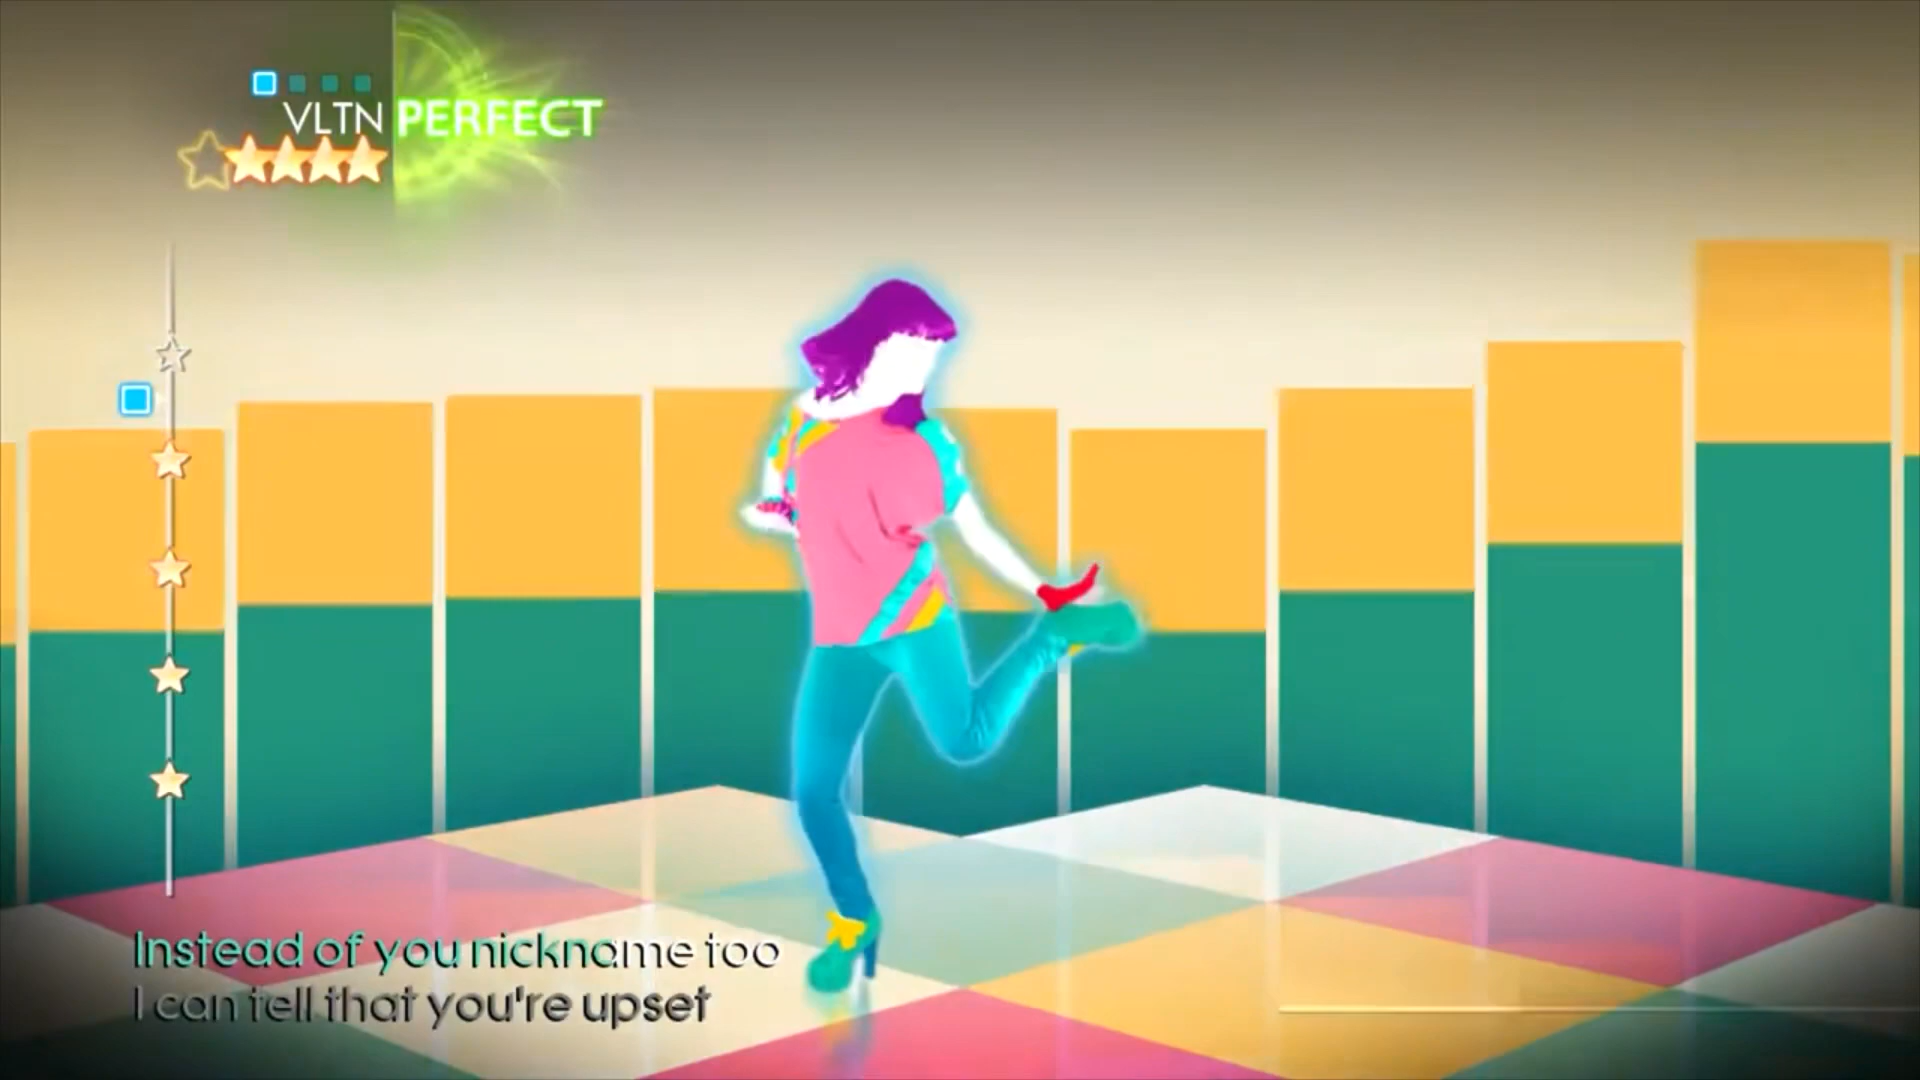 VLTN PERFECT
Instead of you nickname too
I can tell that you're upset